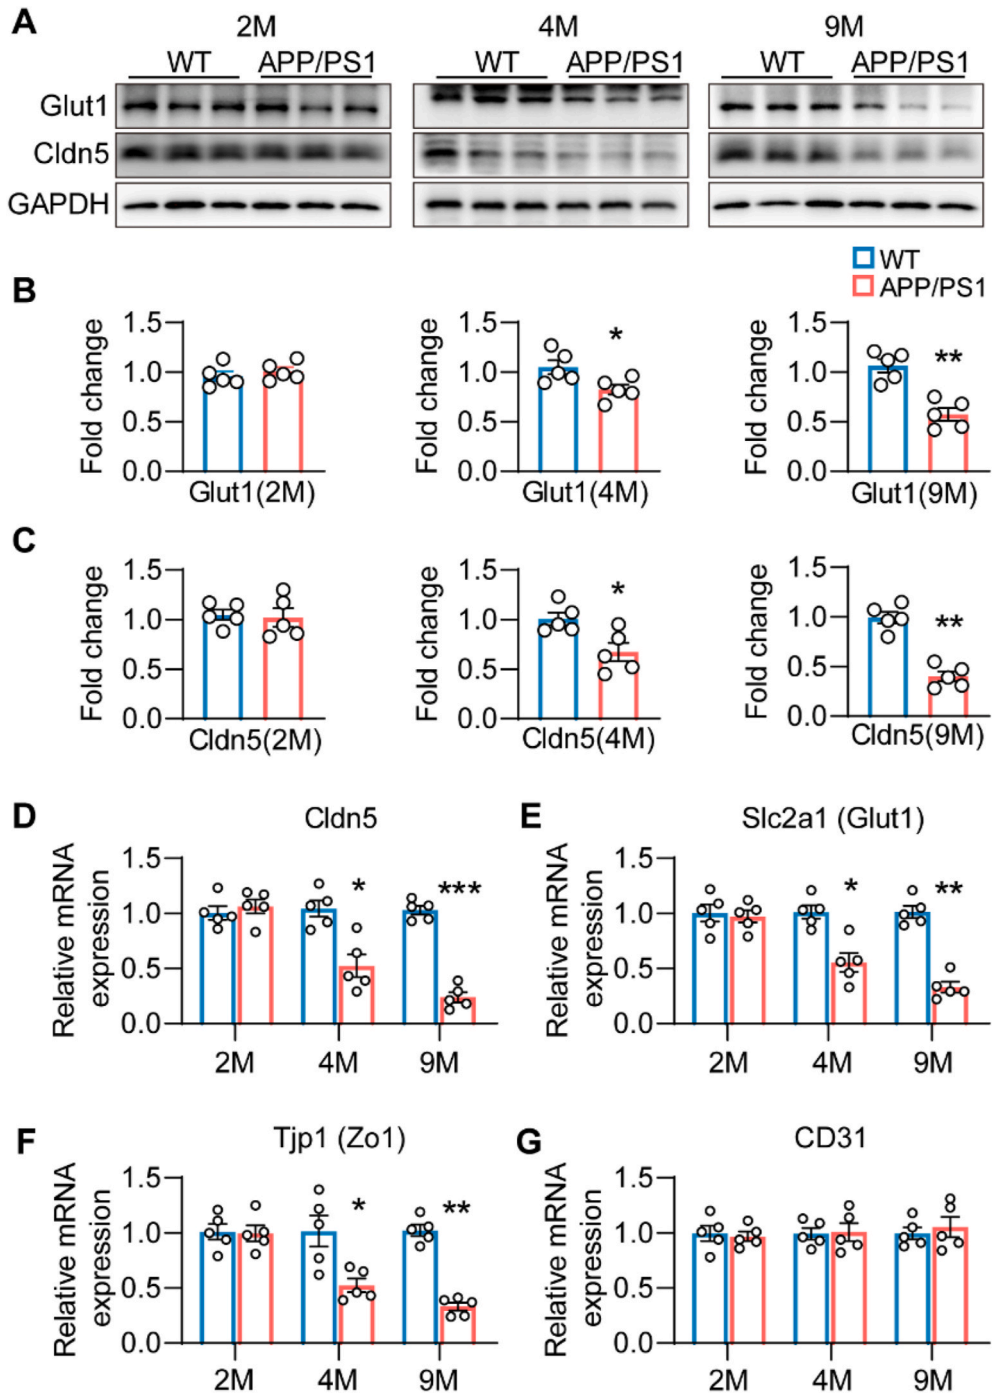 A
2M
4M
9M
WT APP/PS1
WT APP/PS1
WT APP/PS1
Glut1
Cldn5
GAPDH
WT
APP/PS1
B
Fold change
1.5
1.0
0.5
0.0
Glut1(2M)
Fold change
1.5
1.0
0.5
0.0
*
Glut1(4M)
Fold change
1.5
1.0
0.5
0.0
**
Glut1(9M)
C
Fold change
1.5
1.0
0.5
0.0
Cldn5(2M)
Fold change
1.5
1.0
0.5
0.0
*
Cldn5(4M)
Fold change
1.5
1.0
0.5
0.0
**
Cldn5(9M)
D
Cldn5
Relative mRNA
expression
1.5
1.0
0.5
0.0
* ***
2M 4M 9M
E
Slc2a1 (Glut1)
Relative mRNA
expression
1.5
1.0
0.5
0.0
* **
2M 4M 9M
F
Tjp1 (Zo1)
Relative mRNA
expression
1.5
1.0
0.5
0.0
* **
2M 4M 9M
G
CD31
Relative mRNA
expression
1.5
1.0
0.5
0.0
2M 4M 9M